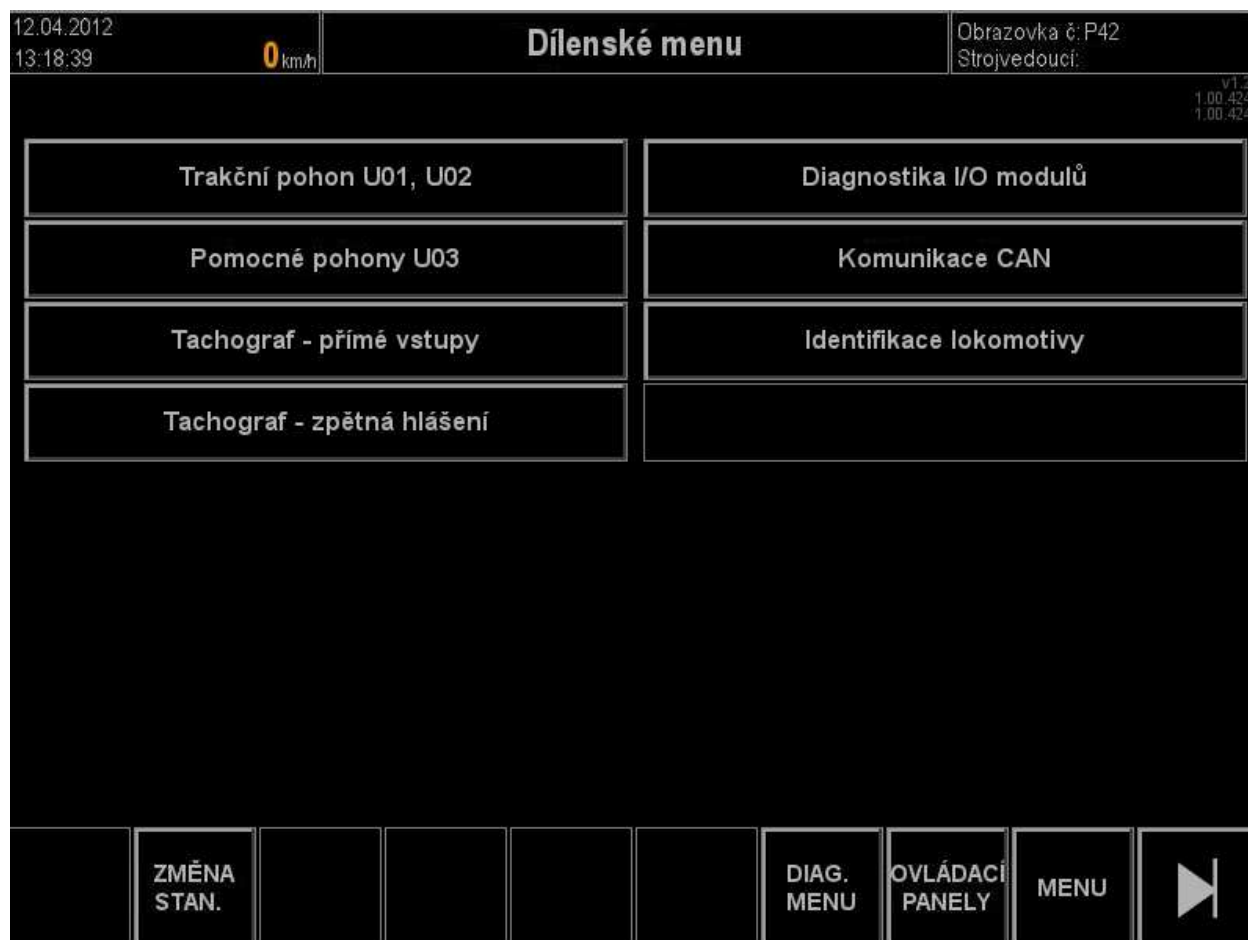 12.04.2012
13:18:39
0 km/h
Dílenské menu
Obrazovka č: P42
Strojvedoucí:
v1.2
1.00.424
1.00.424
Trakční pohon U01, U02
Diagnostika I/O modulů
Pomocné pohony U03
Komunikace CAN
Tachograf - přímé vstupy
Identifikace lokomotivy
Tachograf - zpětná hlášení
ZMĚNA
STAN.
DIAG.
MENU
OVLÁDACÍ
PANELY
MENU